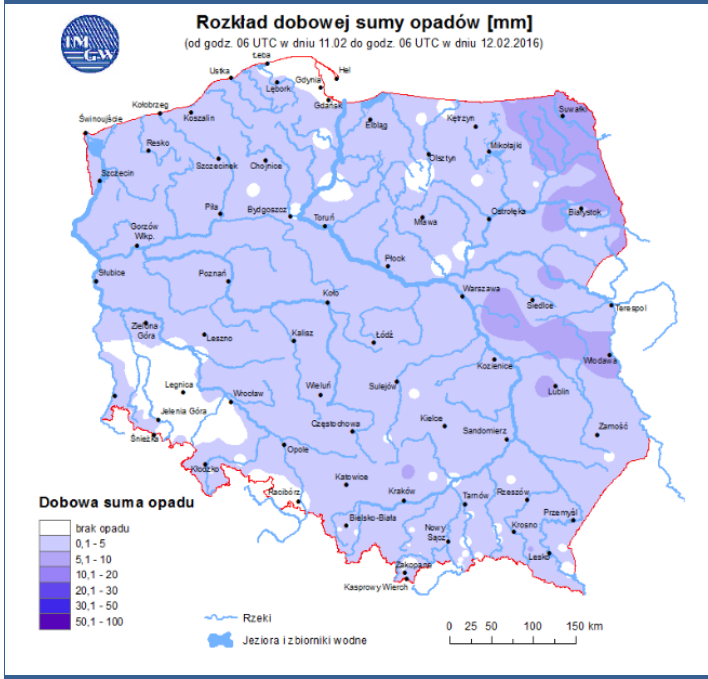 IM
GW
Rozkład dobowej sumy opadów [mm]
(od godz. 06 UTC w dniu 11.02 do godz. 06 UTC w dniu 12.02.2016)
Łeba
Hel
Ustka
Gdynia
Lębork
Gdańsk
Kołobrzeg
Koszalin
Suwałki
Świnoujście
Elbląg
Kętrzyn
Resko
Mikołajki
Szczecinek
Chojnice
Olsztyn
Szczecin
Piła
Bydgoszcz
Toruń
Mława
Ostrołęka
Białystok
Gorzów
Wlkp.
Płock
Słubice
Poznań
Koło
Warszawa
Siedlce
Terespol
Zielona
Góra
Leszno
Kalisz
Łódź
Kozienice
Włodawa
Legnica
Wrocław
Wieluń
Sulejów
Lublin
Jelenia Góra
Śnieżka
Częstochowa
Kielce
Sandomierz
Zamość
Opole
Kłodzko
Katowice
Racibórz
Kraków
Tarnów
Rzeszów
Przemyśl
Bielsko-Biała
Nowy
Sącz
Krosno
Lesko
Zakopane
Kasprowy Wierch
Dobowa suma opadu
brak opadu
0,1 - 5
5,1 - 10
10,1 - 20
20,1 - 30
30,1 - 50
50,1 - 100
Rzeki
Jeziora i zbiorniki wodne
0 25 50 100 150 km